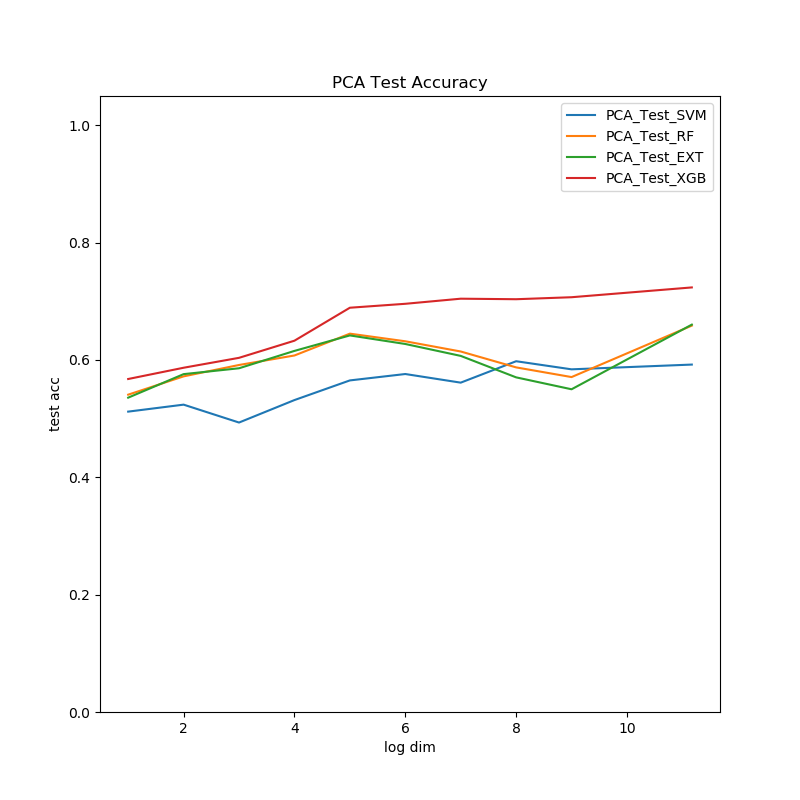 PCA Test Accuracy
PCA_Test_SVM
PCA_Test_RF
PCA_Test_EXT
PCA_Test_XGB
1.0
0.8
0.6
0.4
0.2
0.0
test acc
2 4 6 8 10
log dim